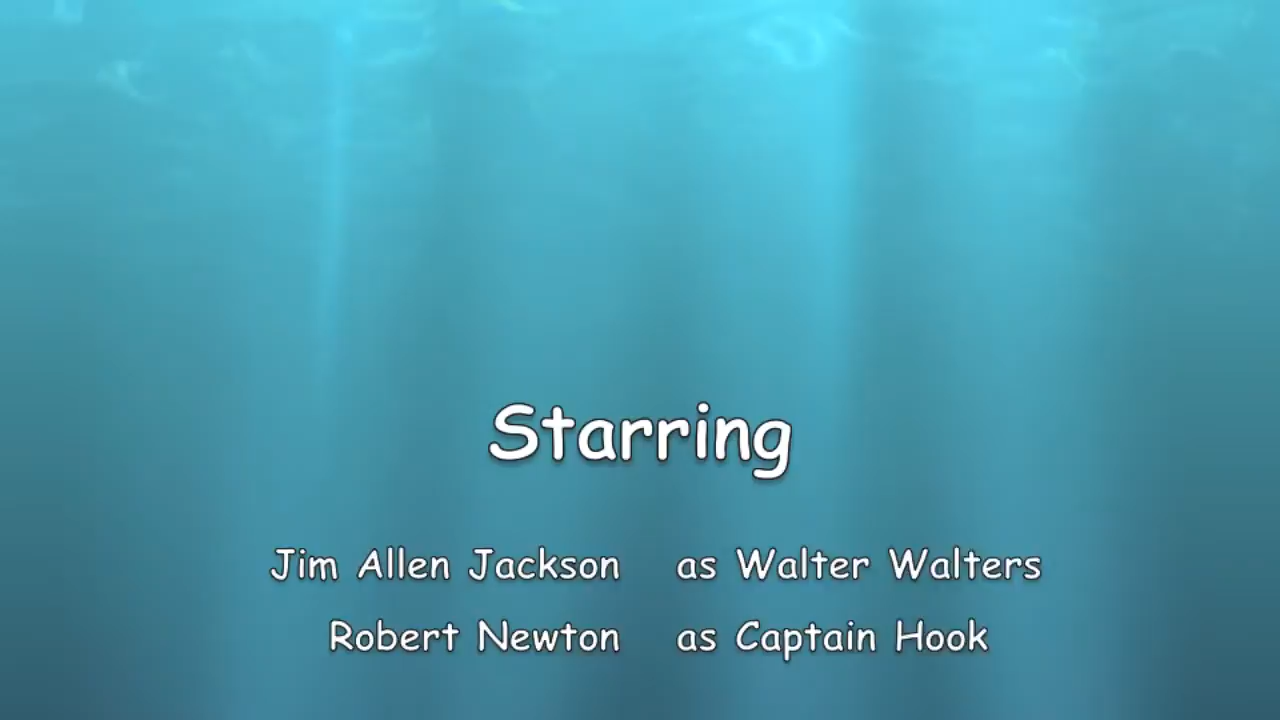 Starring
Jim Allen Jackson as Walter Walters
Robert Newton as Captain Hook